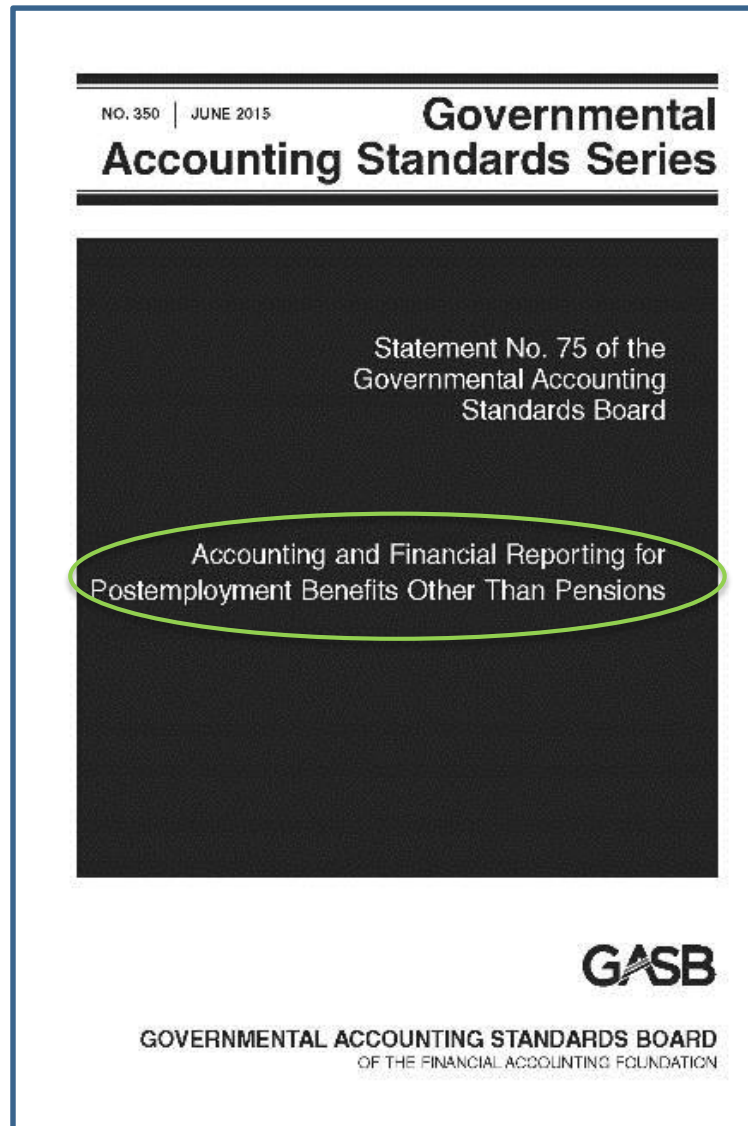 NO. 350 | JUNE 2015
Governmental
Accounting Standards Series
Statement No. 75 of the
Governmental Accounting
Standards Board
Accounting and Financial Reporting for
Postemployment Benefits Other Than Pensions
GASB
GOVERNMENTAL ACCOUNTING STANDARDS BOARD
OF THE FINANCIAL ACCOUNTING FOUNDATION